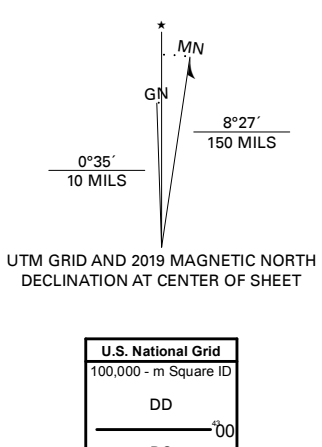 ★
MN
GN
8°27´
150 MILS
0°35´
10 MILS
UTM GRID AND 2019 MAGNETIC NORTH
DECLINATION AT CENTER OF SHEET
U.S. National Grid
100,000 - m Square ID
DD
⁴³00